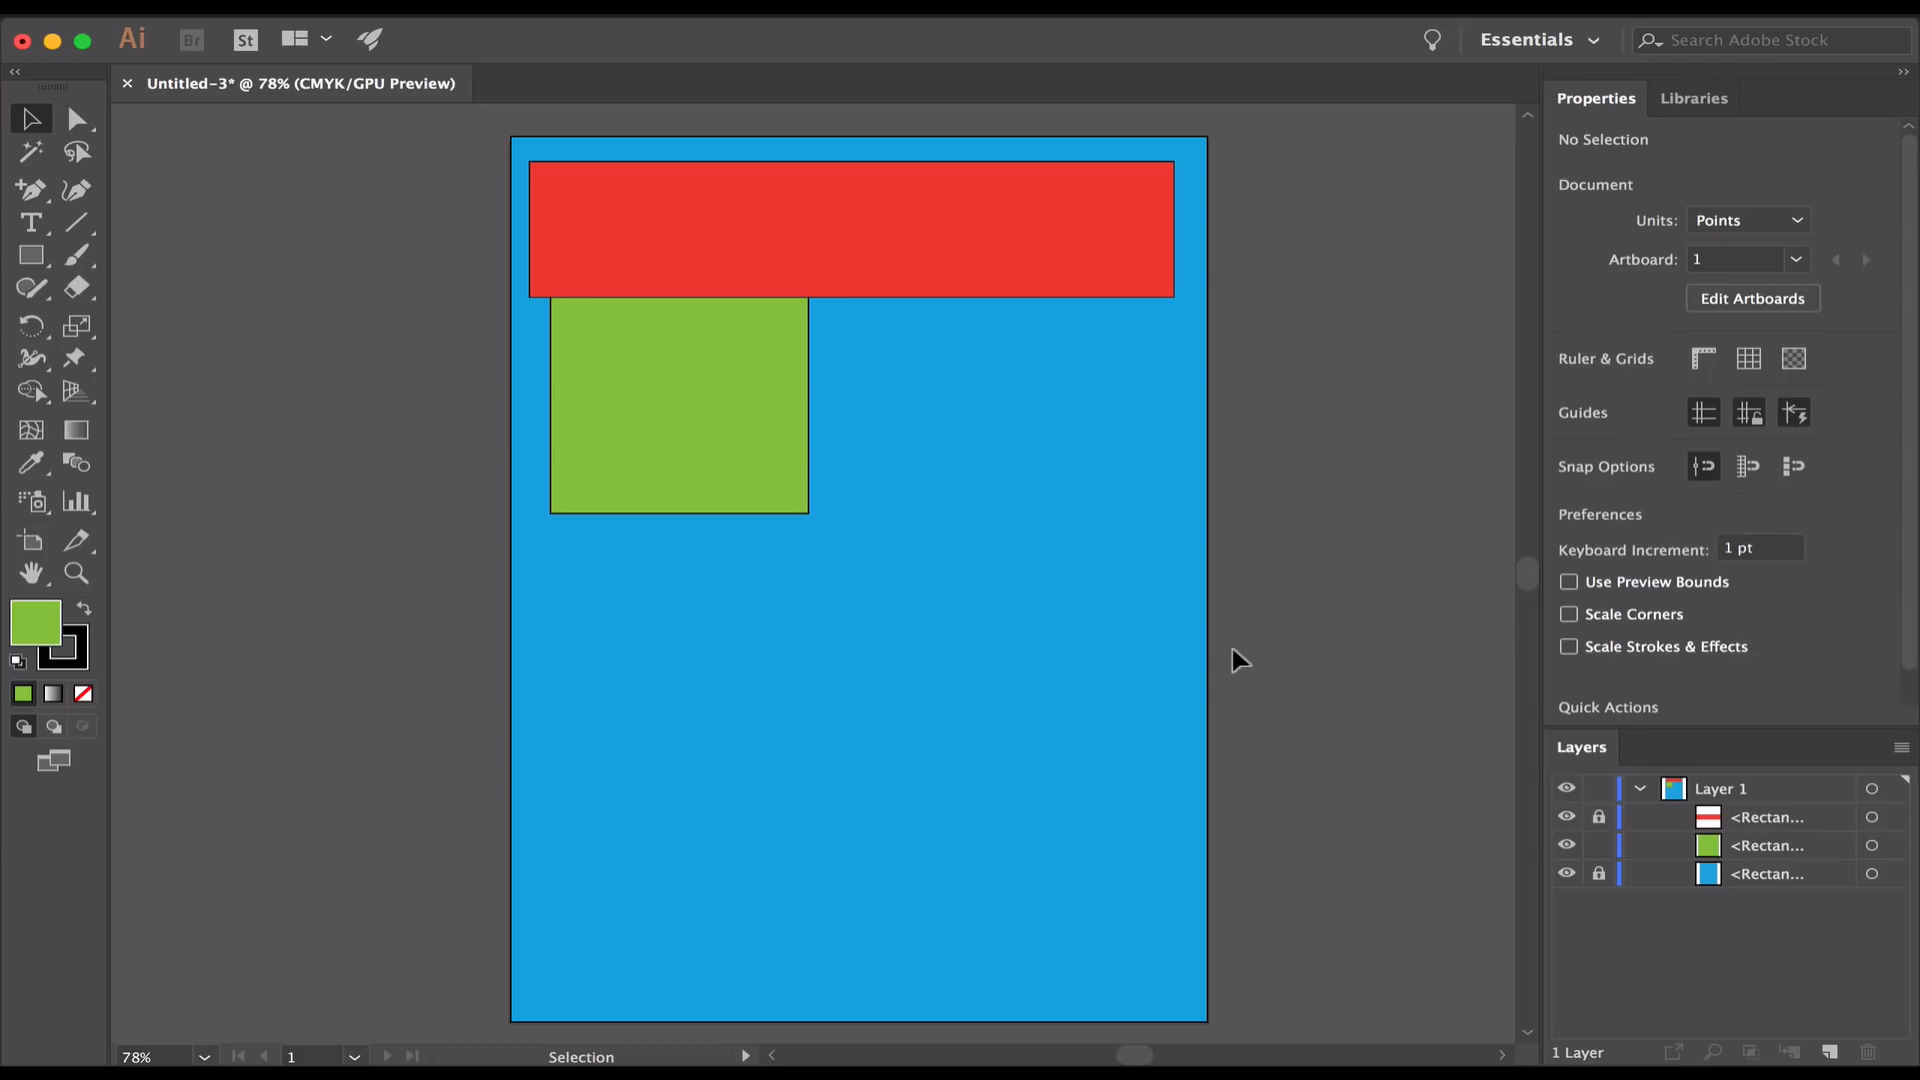 Ai Br St Essentials Search Adobe Stock
Untitled-3* @ 78% (CMYK/GPU Preview)
Properties Libraries
No Selection
Document
Units: Points
Artboard: 1
Edit Artboards
Ruler & Grids
Guides
Snap Options
Preferences
Keyboard Increment: 1 pt
Use Preview Bounds
Scale Corners
Scale Strokes & Effects
Quick Actions
Layers
Layer 1
<Rectan...
<Rectan...
<Rectan...
T
78% 1 Selection 1 Layer